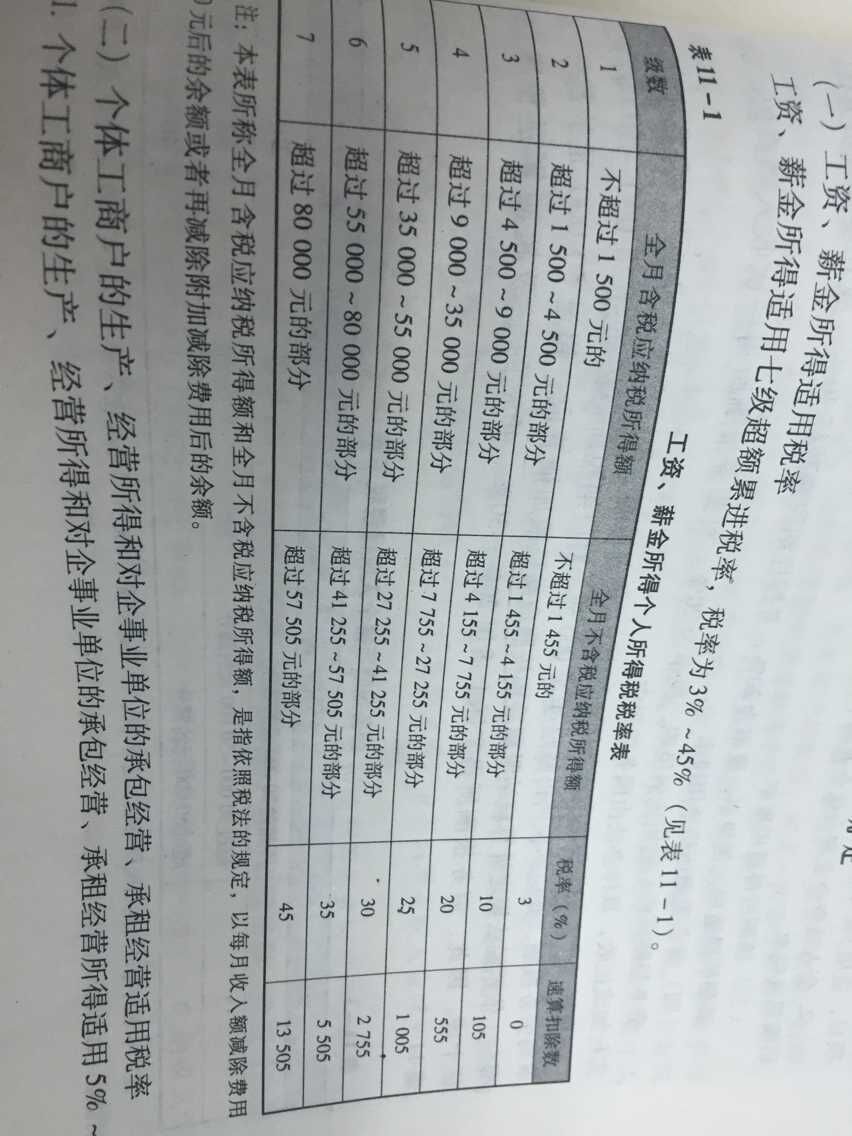 （一）工资、薪金所得适用税率
工资、薪金所得适用七级超额累进税率，税率为3%~45%（见表11-1）。
表11-1 工资、薪金所得个人所得税税率表
级数 全月含税应纳税所得额 全月不含税应纳税所得额 税率（%） 速算扣除数
1 不超过1 500元的 不超过1 455元的 3 0
2 超过1 500~4 500元的部分 超过1 455~4 155元的部分 10 105
3 超过4 500~9 000元的部分 超过4 155~7 755元的部分 20 555
4 超过9 000~35 000元的部分 超过7 755~27 255元的部分 25 1 005
5 超过35 000~55 000元的部分 超过27 255~41 255元的部分 30 2 755
6 超过55 000~80 000元的部分 超过41 255~57 505元的部分 35 5 505
7 超过80 000元的部分 超过57 505元的部分 45 13 505
注：本表所称全月含税应纳税所得额和全月不含税应纳税所得额，是指依照税法的规定，以每月收入额减除费用
元后的余额或者再减除附加减除费用后的余额。
（二）个体工商户的生产、经营所得和对企事业单位的承包经营、承租经营适用税率
1. 个体工商户的生产、经营所得和对企事业单位的承包经营、承租经营所得适用5%~